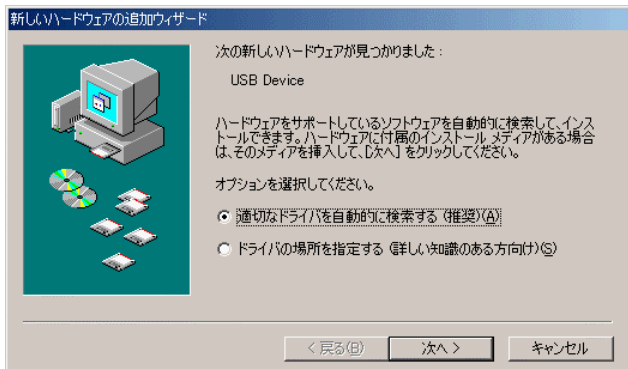 新しいハードウェアの追加ウィザード
次の新しいハードウェアが見つかりました :
USB Device
ハードウェアをサポートしているソフトウェアを自動的に検索して、インス
トールできます。ハードウェアに付属のインストール メディアがある場合
は、そのメディアを挿入して、[次へ] をクリックしてください。
オプションを選択してください。
適切なドライバを自動的に検索する (推奨)(A)
ドライバの場所を指定する (詳しい知識のある方向け)(S)
< 戻る(B)
次へ >
キャンセル